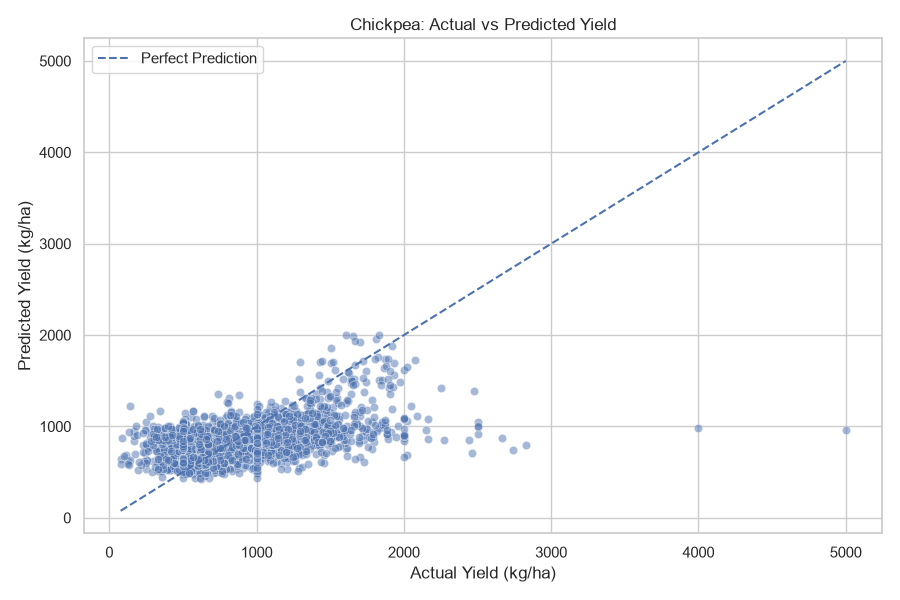 Chickpea: Actual vs Predicted Yield
Perfect Prediction
Predicted Yield (kg/ha)
5000
4000
3000
2000
1000
0
0 1000 2000 3000 4000 5000
Actual Yield (kg/ha)